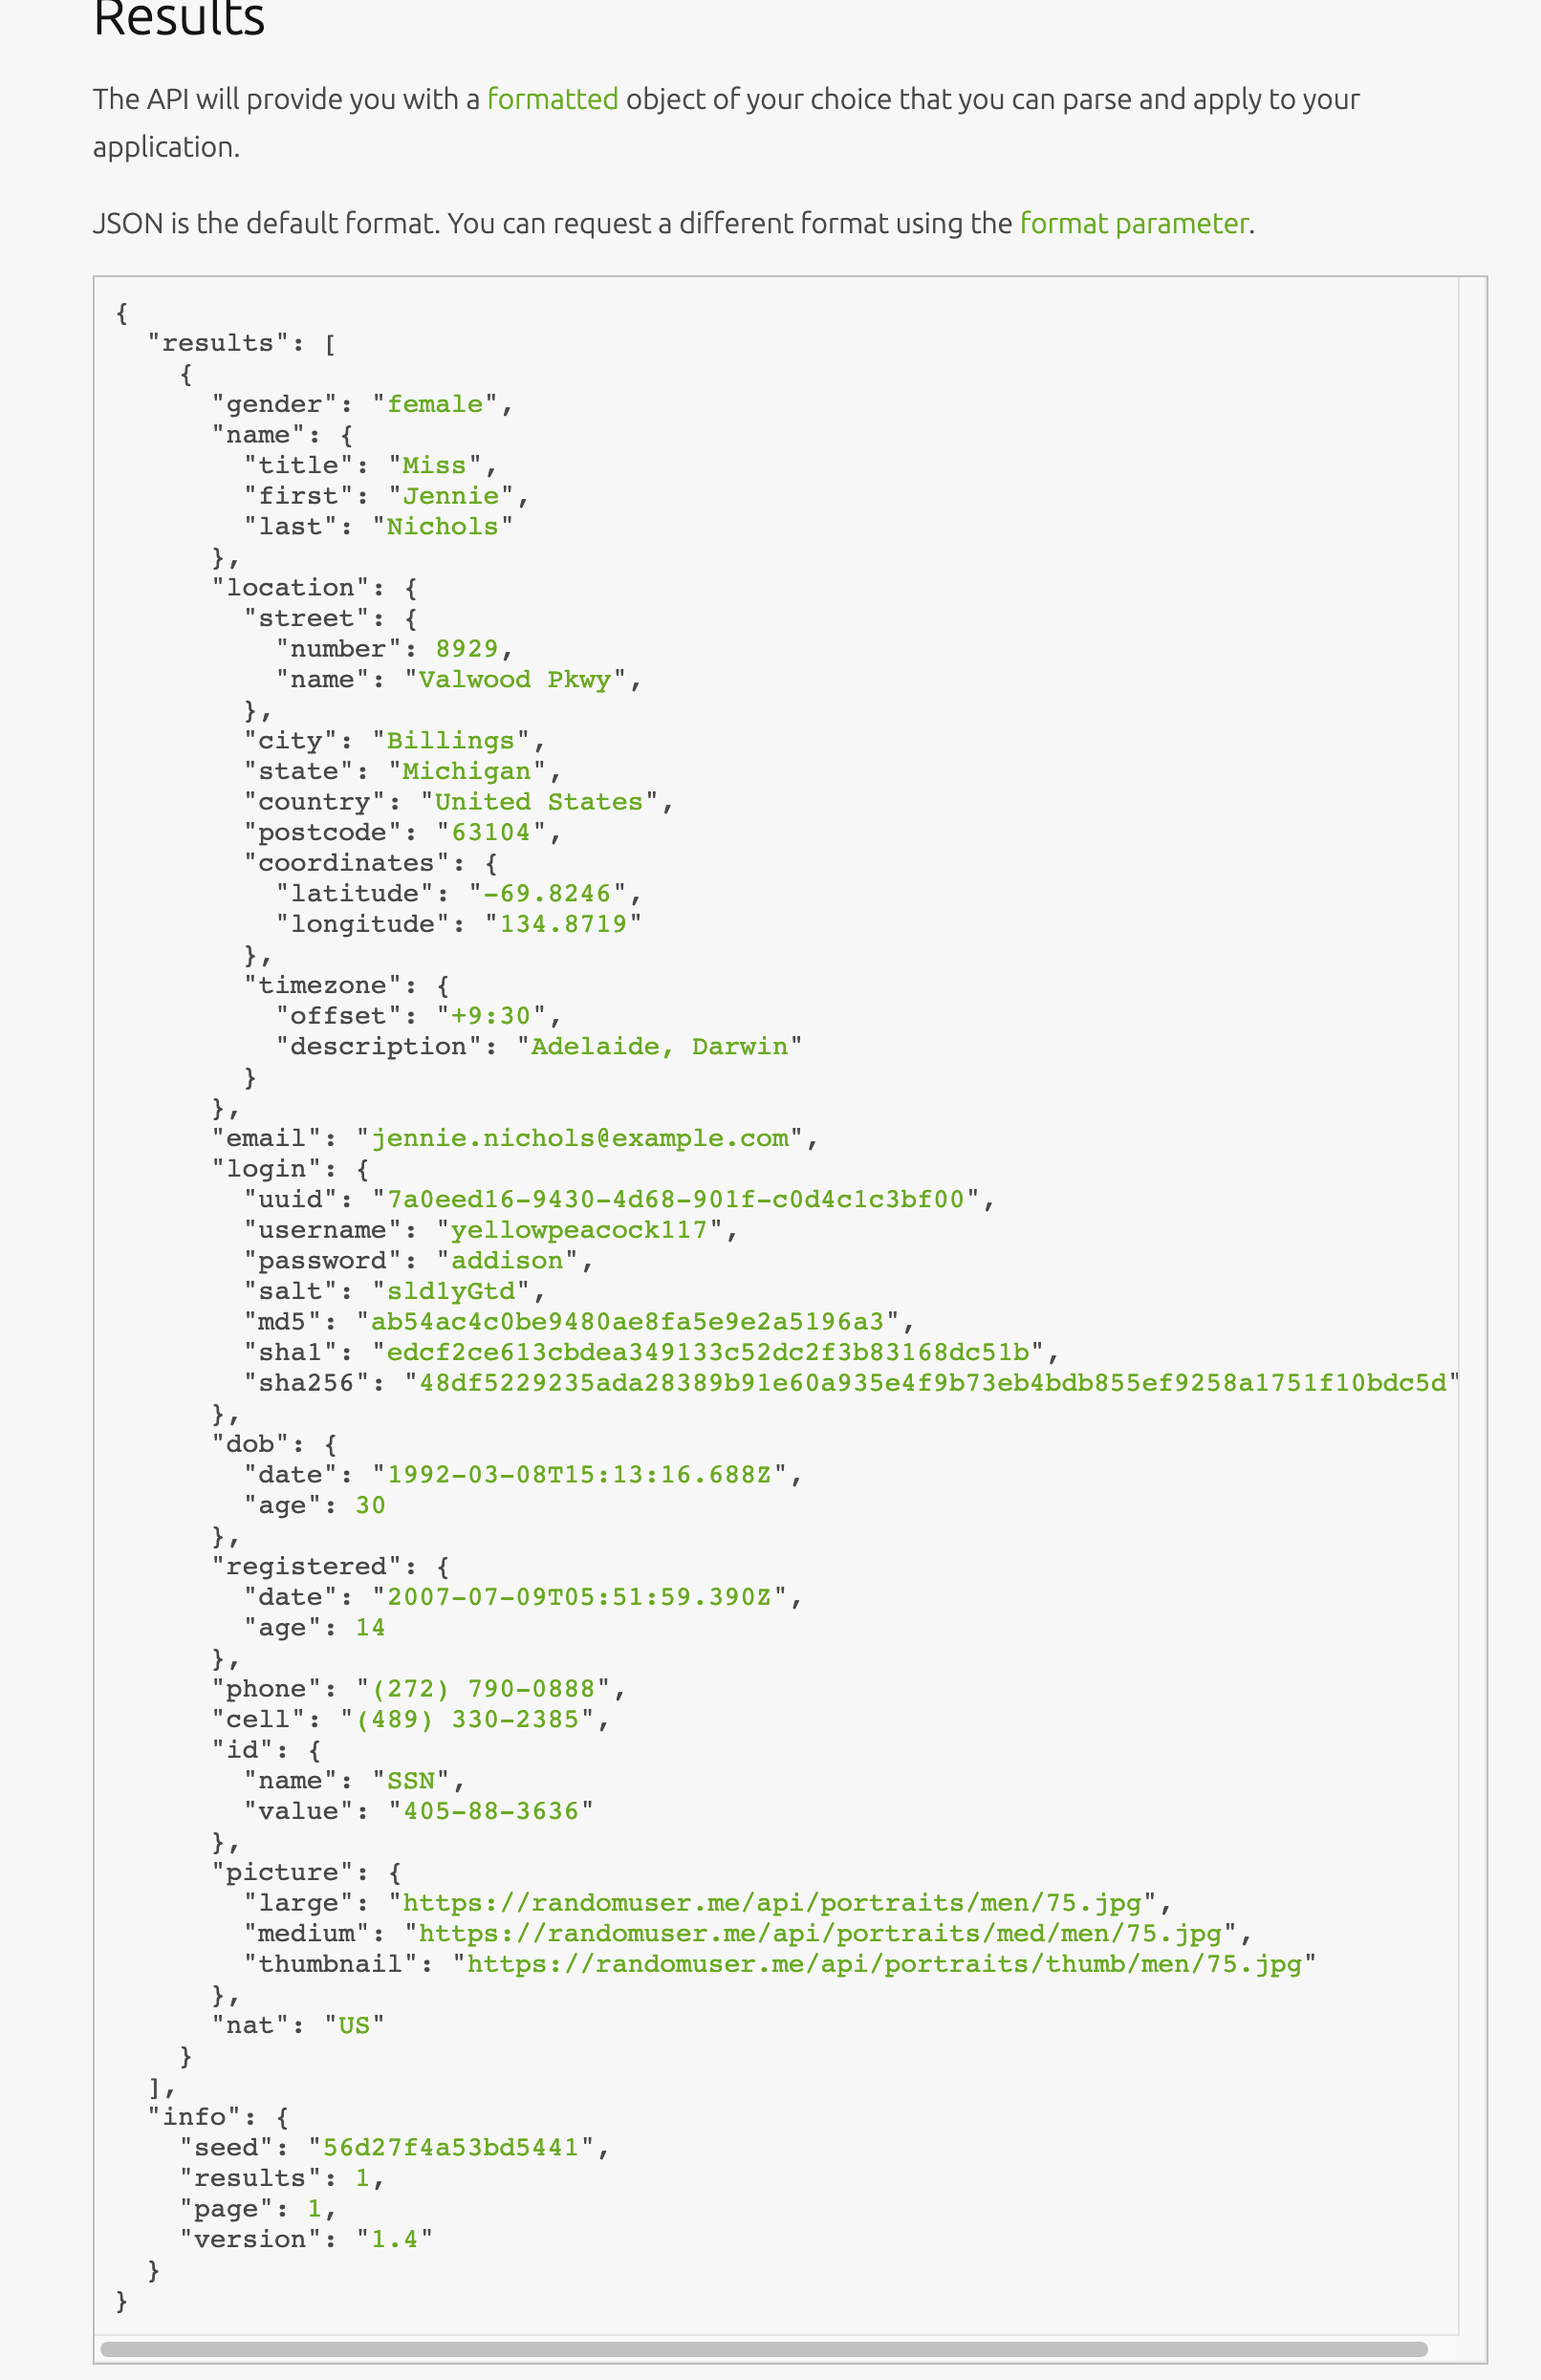 Results
The API will provide you with a formatted object of your choice that you can parse and apply to your
application.
JSON is the default format. You can request a different format using the format parameter.
{
  "results": [
    {
      "gender": "female",
      "name": {
        "title": "Miss",
        "first": "Jennie",
        "last": "Nichols"
      },
      "location": {
        "street": {
          "number": 8929,
          "name": "Valwood Pkwy",
        },
        "city": "Billings",
        "state": "Michigan",
        "country": "United States",
        "postcode": "63104",
        "coordinates": {
          "latitude": "-69.8246",
          "longitude": "134.8719"
        },
        "timezone": {
          "offset": "+9:30",
          "description": "Adelaide, Darwin"
        }
      },
      "email": "jennie.nichols@example.com",
      "login": {
        "uuid": "7a0eed16-9430-4d68-901f-c0d4c1c3bf00",
        "username": "yellowpeacock117",
        "password": "addison",
        "salt": "sld1yGtd",
        "md5": "ab54ac4c0be9480ae8fa5e9e2a5196a3",
        "sha1": "edcf2ce613cbdea349133c52dc2f3b83168dc51b",
        "sha256": "48df5229235ada28389b91e60a935e4f9b73eb4bdb855ef9258a1751f10bdc5d"
      },
      "dob": {
        "date": "1992-03-08T15:13:16.688Z",
        "age": 30
      },
      "registered": {
        "date": "2007-07-09T05:51:59.390Z",
        "age": 14
      },
      "phone": "(272) 790-0888",
      "cell": "(489) 330-2385",
      "id": {
        "name": "SSN",
        "value": "405-88-3636"
      },
      "picture": {
        "large": "https://randomuser.me/api/portraits/men/75.jpg",
        "medium": "https://randomuser.me/api/portraits/med/men/75.jpg",
        "thumbnail": "https://randomuser.me/api/portraits/thumb/men/75.jpg"
      },
      "nat": "US"
    }
  ],
  "info": {
    "seed": "56d27f4a53bd5441",
    "results": 1,
    "page": 1,
    "version": "1.4"
  }
}